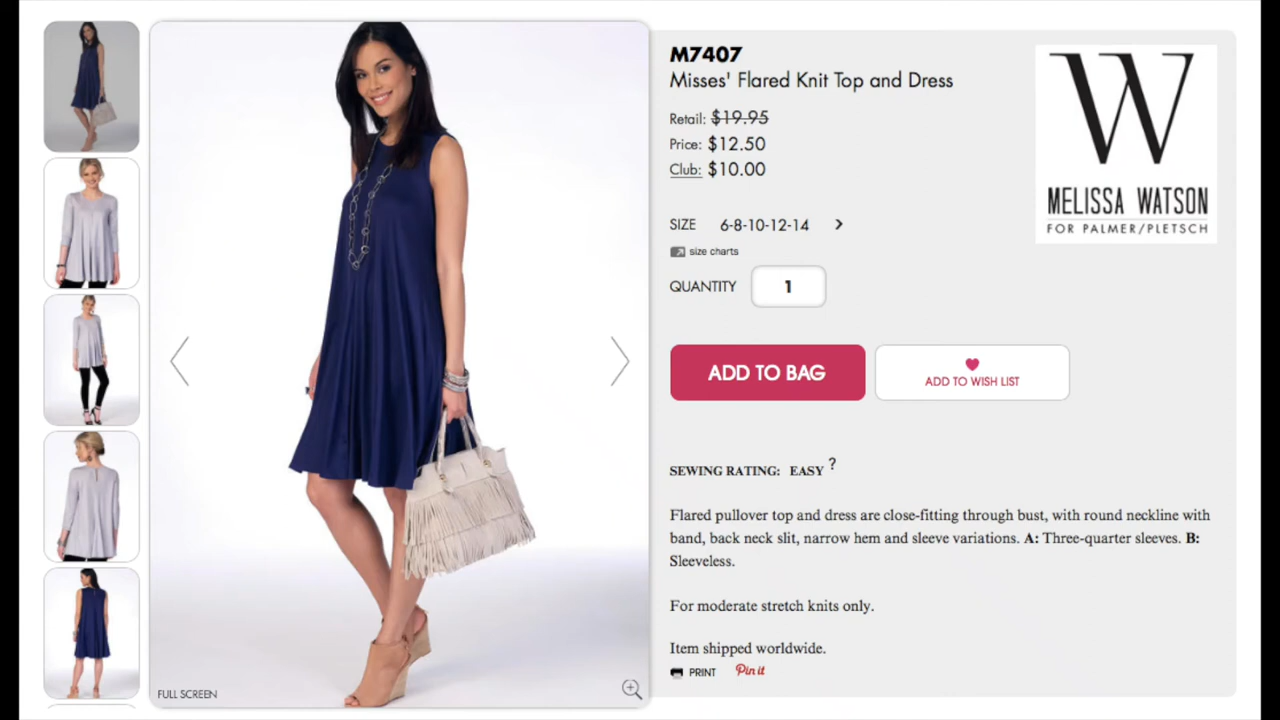 M7407
Misses' Flared Knit Top and Dress
Retail: $19.95
Price: $12.50
Club: $10.00
SIZE 6-8-10-12-14 >
size charts
QUANTITY 1
ADD TO BAG
ADD TO WISH LIST
W
MELISSA WATSON
FOR PALMER/PLETSCH
SEWING RATING: EASY ?
Flared pullover top and dress are close-fitting through bust, with round neckline with
band, back neck slit, narrow hem and sleeve variations. A: Three-quarter sleeves. B:
Sleeveless.
For moderate stretch knits only.
Item shipped worldwide.
PRINT Pin it
FULL SCREEN